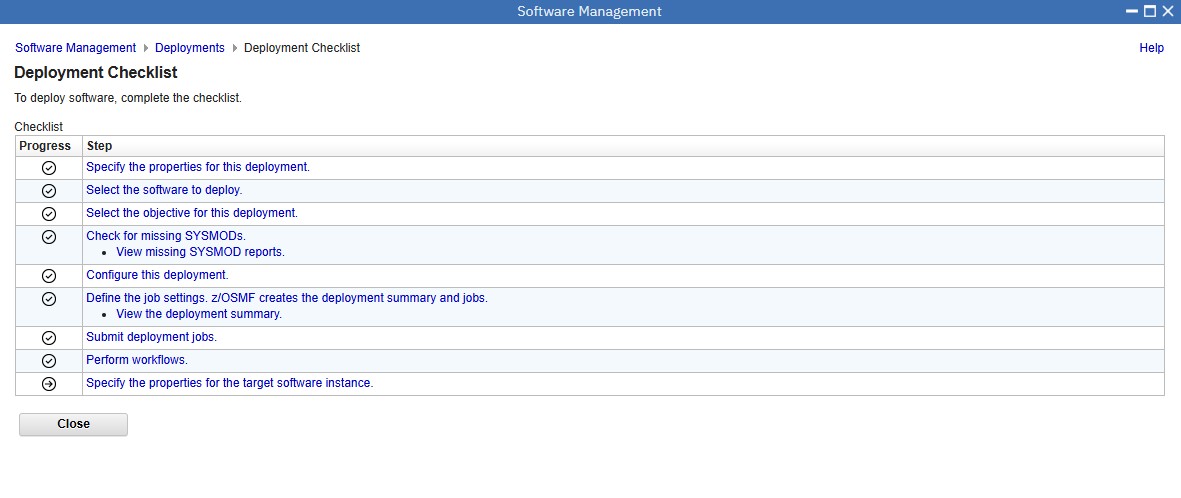 Software Management
Software Management Deployments Deployment Checklist Help
Deployment Checklist
To deploy software, complete the checklist.
Checklist
Progress Step
Specify the properties for this deployment.
Select the software to deploy.
Select the objective for this deployment.
Check for missing SYSMODs.
• View missing SYSMOD reports.
Configure this deployment.
Define the job settings. z/OSMF creates the deployment summary and jobs.
• View the deployment summary.
Submit deployment jobs.
Perform workflows.
Specify the properties for the target software instance.
Close